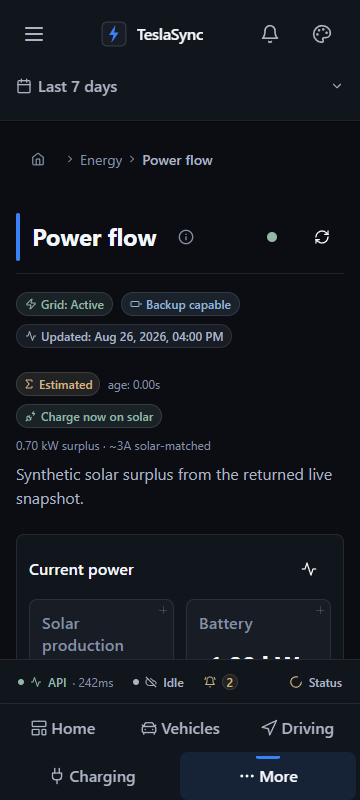 TeslaSync
Last 7 days
Energy > Power flow
Power flow
Grid: Active
Backup capable
Updated: Aug 26, 2026, 04:00 PM
Estimated
age: 0.00s
Charge now on solar
0.70 kW surplus · ~3A solar-matched
Synthetic solar surplus from the returned live
snapshot.
Current power
Solar
production
Battery
API · 242ms
Idle
2
Status
Home
Vehicles
Driving
Charging
More